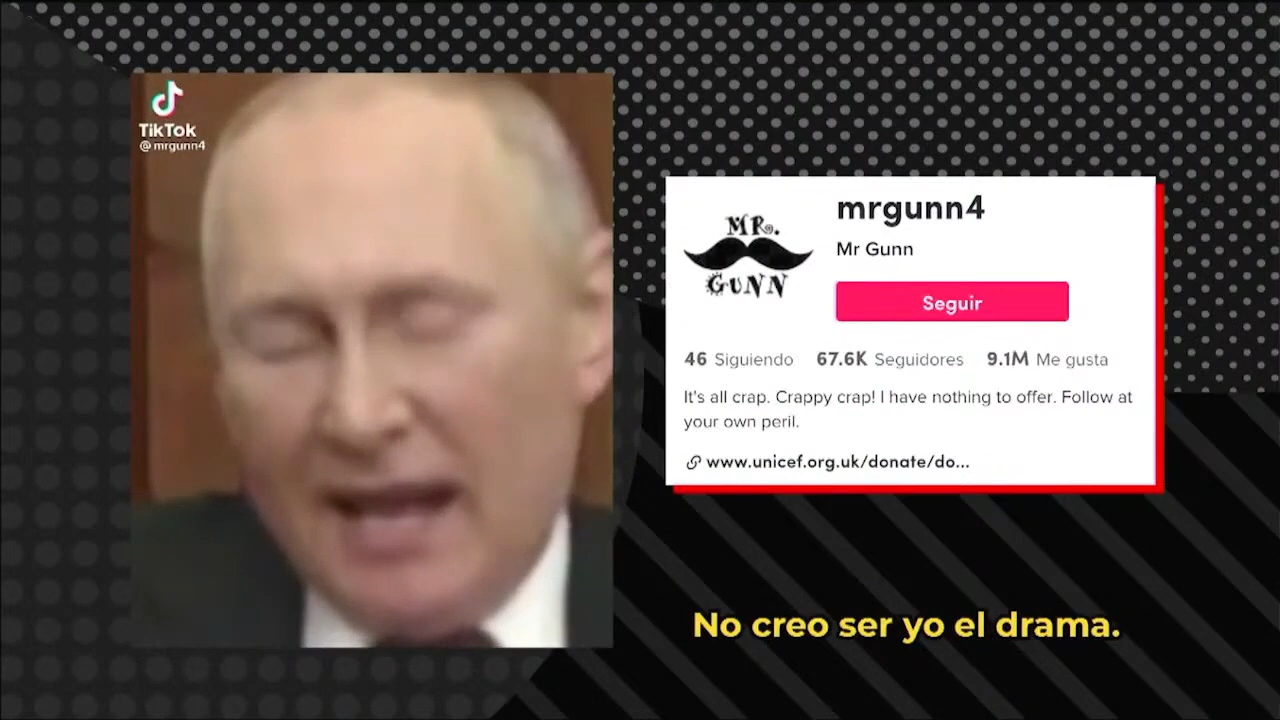 TikTok
@mrgunn4
MR.
GUNN
mrgunn4
Mr Gunn
Seguir
46 Siguiendo 67.6K Seguidores 9.1M Me gusta
It's all crap. Crappy crap! I have nothing to offer. Follow at
your own peril.
www.unicef.org.uk/donate/do...
No creo ser yo el drama.